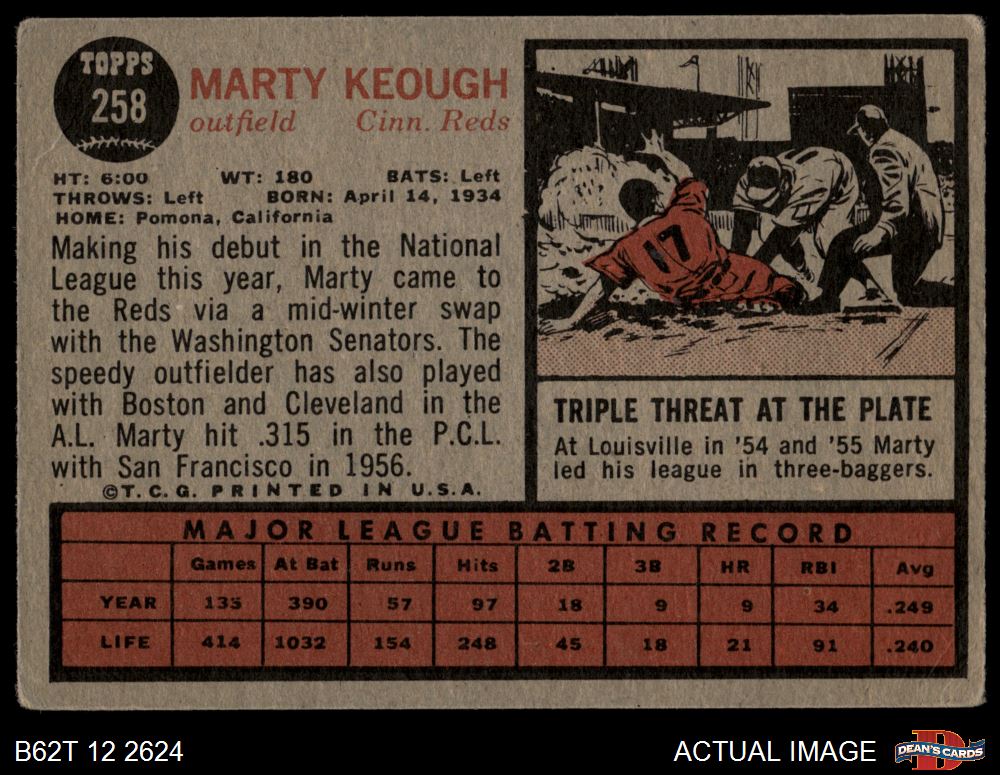 TOPPS
258
MARTY KEOUGH
outfield Cinn. Reds
HT: 6:00 WT: 180 BATS: Left
THROWS: Left BORN: April 14, 1934
HOME: Pomona, California
Making his debut in the National
League this year, Marty came to
the Reds via a mid-winter swap
with the Washington Senators. The
speedy outfielder has also played
with Boston and Cleveland in the
A.L. Marty hit .315 in the P.C.L.
with San Francisco in 1956.
©T.C.G. PRINTED IN U.S.A.
17
TRIPLE THREAT AT THE PLATE
At Louisville in '54 and '55 Marty
led his league in three-baggers.
MAJOR LEAGUE BATTING RECORD
Games At Bat Runs Hits 2B 3B HR RBI Avg
YEAR 135 390 57 97 18 9 9 34 .249
LIFE 414 1032 154 248 45 18 21 91 .240
B62T 12 2624
ACTUAL IMAGE
D
DEAN'S CARDS